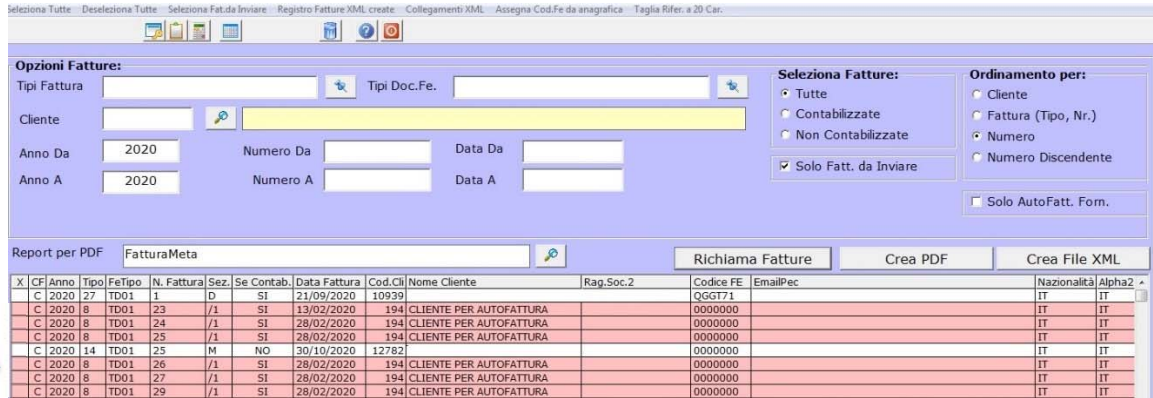 Seleziona Tutte Deseleziona Tutte Seleziona Fat.da Inviare Registro Fatture XML create Collegamenti XML Assegna Cod.Fe da anagrafica Taglia Rifer. a 20 Car.
Opzioni Fatture:
Tipi Fattura Tipi Doc.Fe.
Cliente
Anno Da 2020 Numero Da Data Da
Anno A 2020 Numero A Data A
Seleziona Fatture:
Tutte
Contabilizzate
Non Contabilizzate
Solo Fatt. da Inviare
Ordinamento per:
Cliente
Fattura (Tipo, Nr.)
Numero
Numero Discendente
Solo AutoFatt. Forn.
Report per PDF FatturaMeta Richiama Fatture Crea PDF Crea File XML
X CF Anno Tipo FeTipo N. Fattura Sez. Se Contab. Data Fattura Cod.Cli Nome Cliente Rag.Soc.2 Codice FE EmailPec Nazionalità Alpha2
C 2020 27 TD01 1 D SI 21/09/2020 10939 QGGT71 IT IT
C 2020 8 TD01 23 /1 SI 13/02/2020 194 CLIENTE PER AUTOFATTURA 0000000 IT IT
C 2020 8 TD01 24 /1 SI 28/02/2020 194 CLIENTE PER AUTOFATTURA 0000000 IT IT
C 2020 8 TD01 25 /1 SI 28/02/2020 194 CLIENTE PER AUTOFATTURA 0000000 IT IT
C 2020 14 TD01 25 M NO 30/10/2020 12782 0000000 IT IT
C 2020 8 TD01 26 /1 SI 28/02/2020 194 CLIENTE PER AUTOFATTURA 0000000 IT IT
C 2020 8 TD01 27 /1 SI 28/02/2020 194 CLIENTE PER AUTOFATTURA 0000000 IT IT
C 2020 8 TD01 29 /1 SI 28/02/2020 194 CLIENTE PER AUTOFATTURA 0000000 IT IT